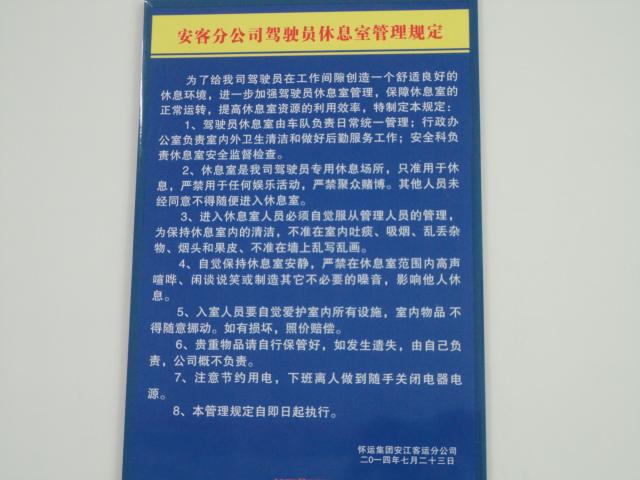 安客分公司驾驶员休息室管理规定
为了给我司驾驶员在工作间隙创造一个舒适良好的
休息环境，进一步加强驾驶员休息室管理，保障休息室的
正常运转，提高休息室资源的利用效率，特制定本规定：
1、驾驶员休息室由车队负责日常统一管理；行政办
公室负责室内外卫生清洁和做好后勤服务工作；安全科负
责休息室安全监督检查。
2、休息室是我司驾驶员专用休息场所，只准用于休
息，严禁用于任何娱乐活动，严禁聚众赌博。其他人员未
经同意不得随便进入休息室。
3、进入休息室人员必须自觉服从管理人员的管理，
为保持休息室内的清洁，不准在室内吐痰、吸烟、乱丢杂
物、烟头和果皮、不准在墙上乱写乱画。
4、自觉保持休息室安静，严禁在休息室范围内高声
喧哗、闲谈说笑或制造其它不必要的噪音，影响他人休
息。
5、入室人员要自觉爱护室内所有设施，室内物品 不
得随意挪动。如有损坏，照价赔偿。
6、贵重物品请自行保管好，如发生遗失，由自己负
责，公司概不负责。
7、注意节约用电，下班离人做到随手关闭电器电
源。
8、本管理规定自即日起执行。
怀运集团安江客运分公司
二0一四年七月二十三日